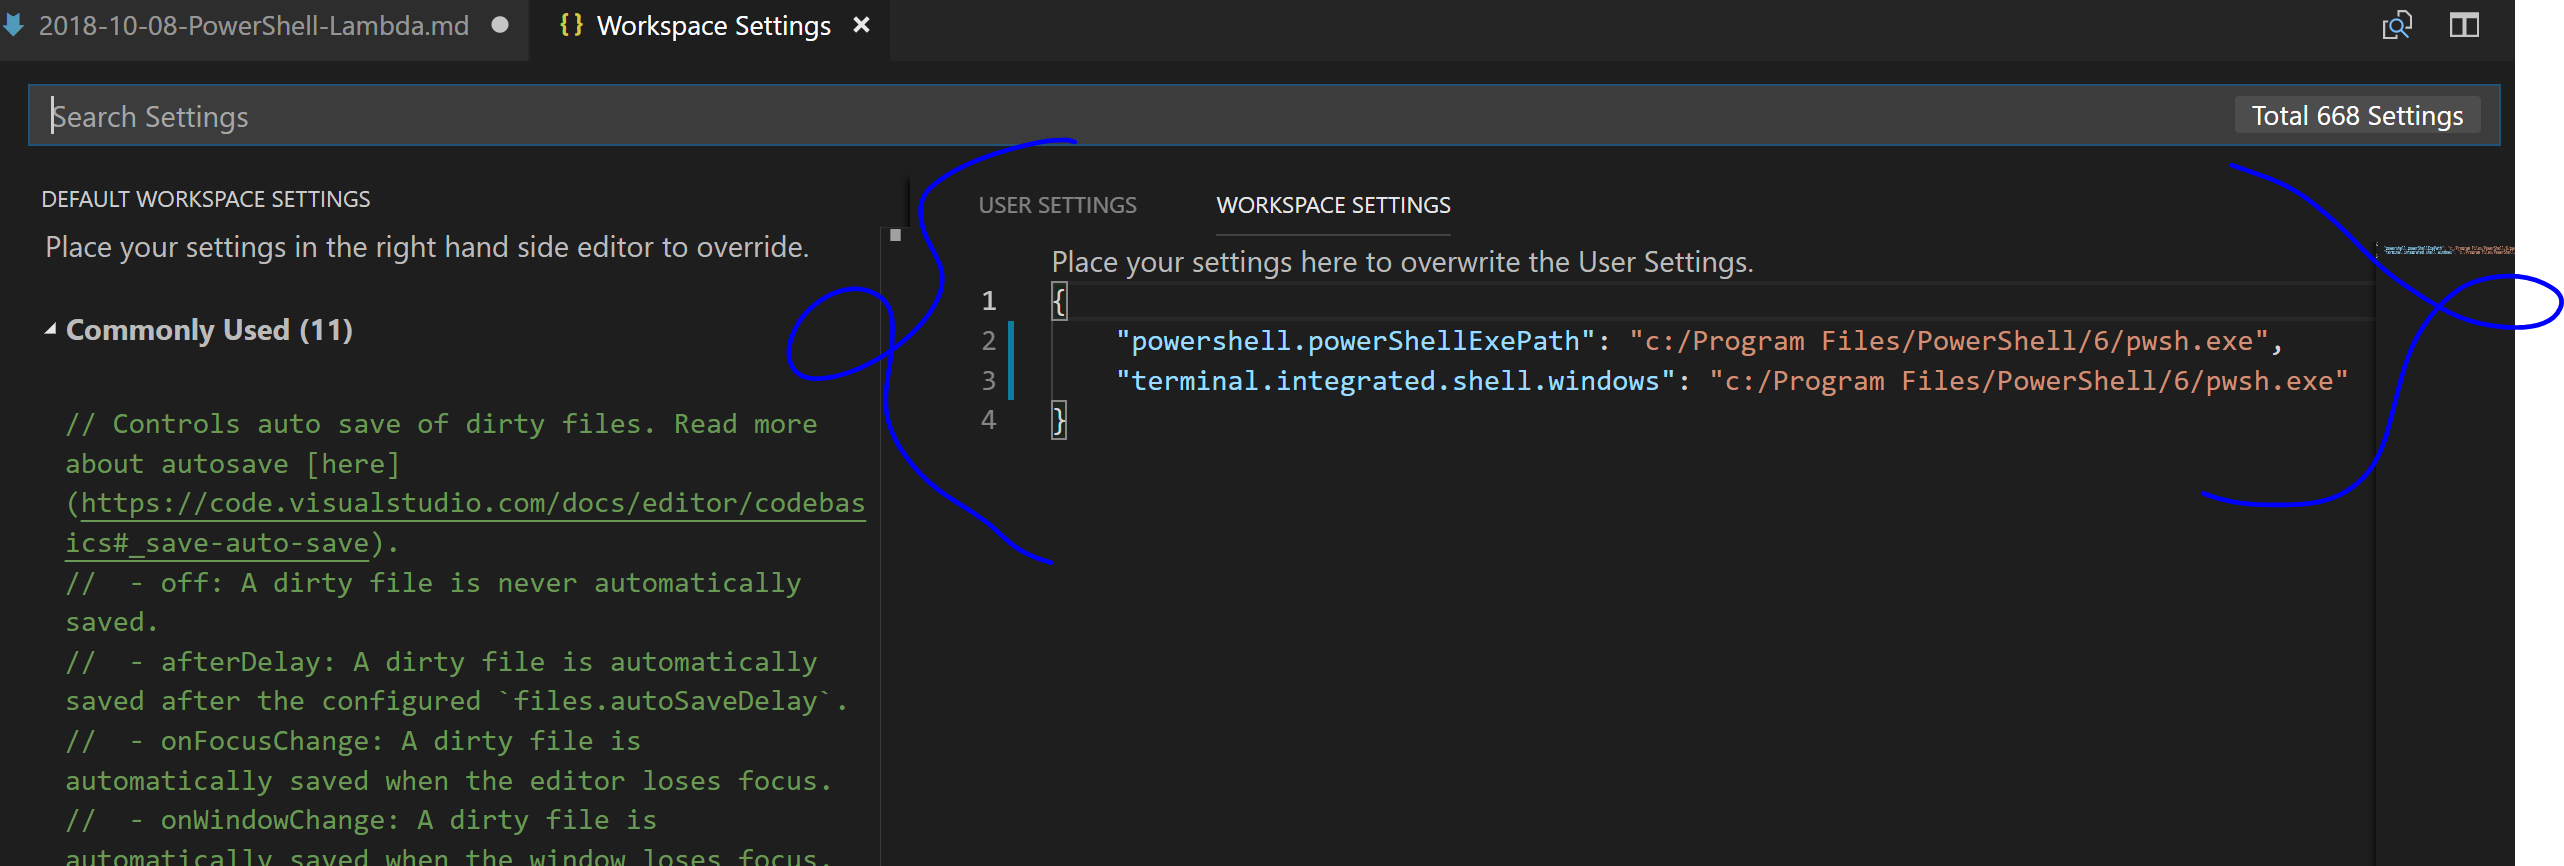 2018-10-08-PowerShell-Lambda.md
{ } Workspace Settings
Search Settings
Total 668 Settings
DEFAULT WORKSPACE SETTINGS
Place your settings in the right hand side editor to override.
Commonly Used (11)
// Controls auto save of dirty files. Read more
about autosave [here]
(https://code.visualstudio.com/docs/editor/codebas
ics#_save-auto-save).
//  - off: A dirty file is never automatically
saved.
//  - afterDelay: A dirty file is automatically
saved after the configured `files.autoSaveDelay`.
//  - onFocusChange: A dirty file is
automatically saved when the editor loses focus.
//  - onWindowChange: A dirty file is
automatically saved when the window loses focus.
USER SETTINGS
WORKSPACE SETTINGS
Place your settings here to overwrite the User Settings.
1 {
2 "powershell.powerShellExePath": "c:/Program Files/PowerShell/6/pwsh.exe",
3 "terminal.integrated.shell.windows": "c:/Program Files/PowerShell/6/pwsh.exe"
4 }